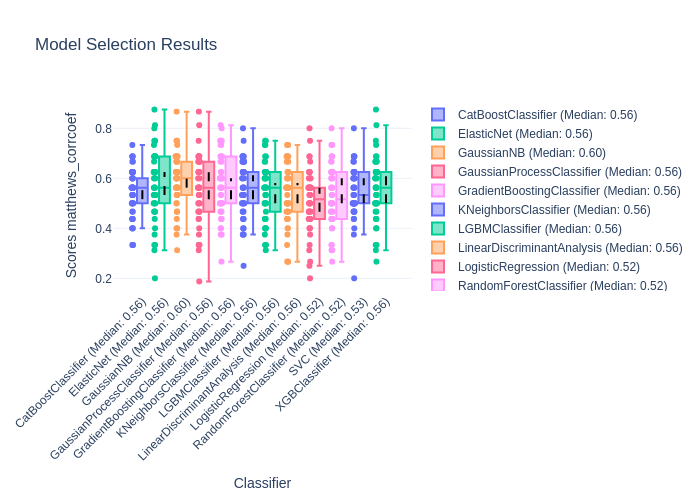 Model Selection Results
Scores matthews_corrcoef
0.8
0.6
0.4
0.2
CatBoostClassifier (Median: 0.56)
ElasticNet (Median: 0.56)
GaussianNB (Median: 0.60)
GaussianProcessClassifier (Median: 0.56)
GradientBoostingClassifier (Median: 0.56)
KNeighborsClassifier (Median: 0.56)
LGBMClassifier (Median: 0.56)
LinearDiscriminantAnalysis (Median: 0.56)
LogisticRegression (Median: 0.52)
RandomForestClassifier (Median: 0.52)
SVC (Median: 0.53)
XGBClassifier (Median: 0.56)
Classifier
CatBoostClassifier (Median: 0.56)
ElasticNet (Median: 0.56)
GaussianNB (Median: 0.60)
GaussianProcessClassifier (Median: 0.56)
GradientBoostingClassifier (Median: 0.56)
KNeighborsClassifier (Median: 0.56)
LGBMClassifier (Median: 0.56)
LinearDiscriminantAnalysis (Median: 0.56)
LogisticRegression (Median: 0.52)
RandomForestClassifier (Median: 0.52)